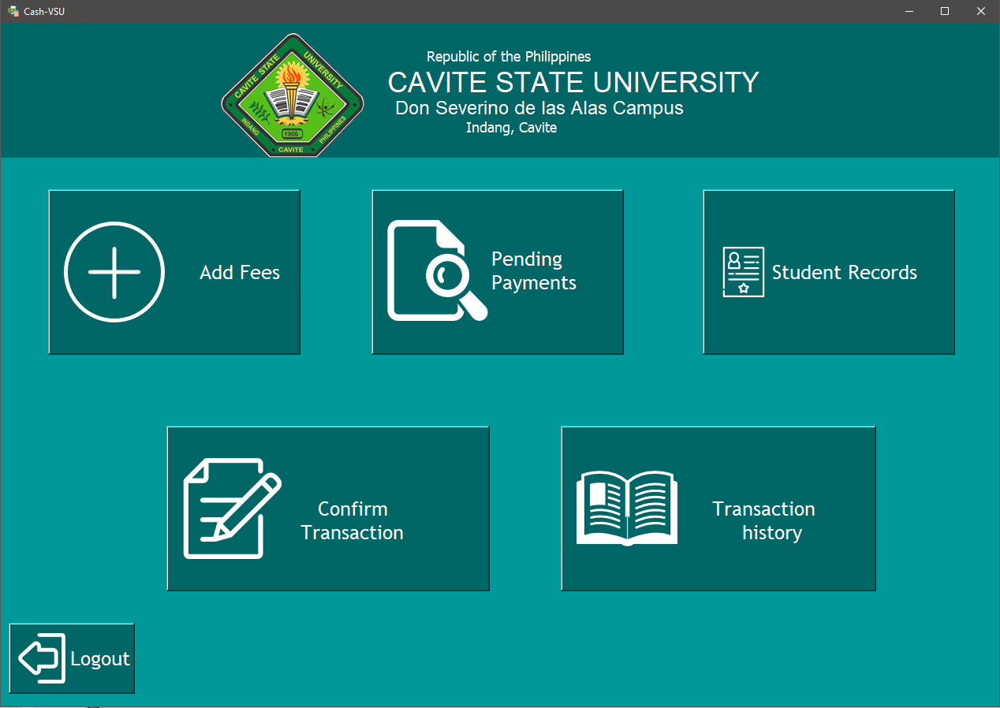 Cash-VSU
CAVITE STATE UNIVERSITY
INDANG
CAVITE
PHILIPPINES
1906
Republic of the Philippines
CAVITE STATE UNIVERSITY
Don Severino de las Alas Campus
Indang, Cavite
Add Fees
Pending
Payments
Student Records
Confirm
Transaction
Transaction
history
Logout